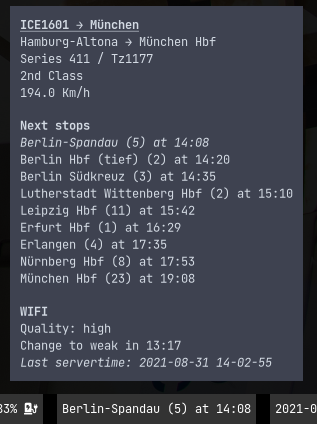 ICE1601 → München
Hamburg-Altona → München Hbf
Series 411 / Tz1177
2nd Class
194.0 Km/h
Next stops
Berlin-Spandau (5) at 14:08
Berlin Hbf (tief) (2) at 14:20
Berlin Südkreuz (3) at 14:35
Lutherstadt Wittenberg Hbf (2) at 15:10
Leipzig Hbf (11) at 15:42
Erfurt Hbf (1) at 16:29
Erlangen (4) at 17:35
Nürnberg Hbf (8) at 17:53
München Hbf (23) at 19:08
WIFI
Quality: high
Change to weak in 13:17
Last servertime: 2021-08-31 14-02-55
33% Berlin-Spandau (5) at 14:08 2021-0